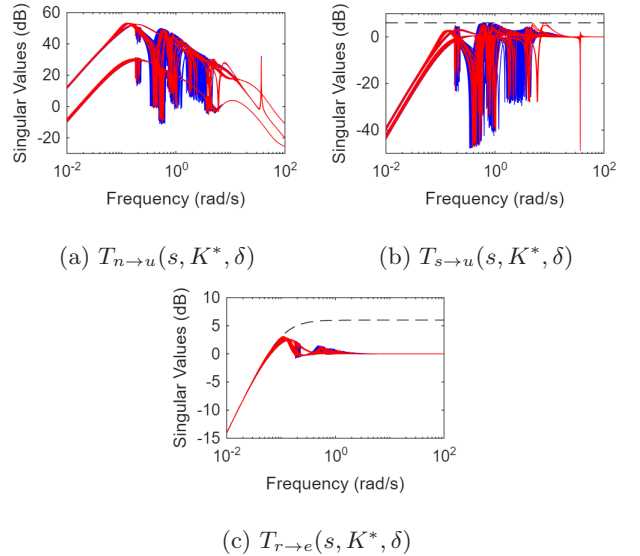 Singular Values (dB)
60
40
20
0
-20
10^-2
10^0
10^2
Frequency (rad/s)
(a) T_{n→u}(s, K^*, δ)
Singular Values (dB)
0
-20
-40
10^-2
10^0
10^2
Frequency (rad/s)
(b) T_{s→u}(s, K^*, δ)
Singular Values (dB)
10
5
0
-5
-10
-15
10^-2
10^0
10^2
Frequency (rad/s)
(c) T_{r→e}(s, K^*, δ)